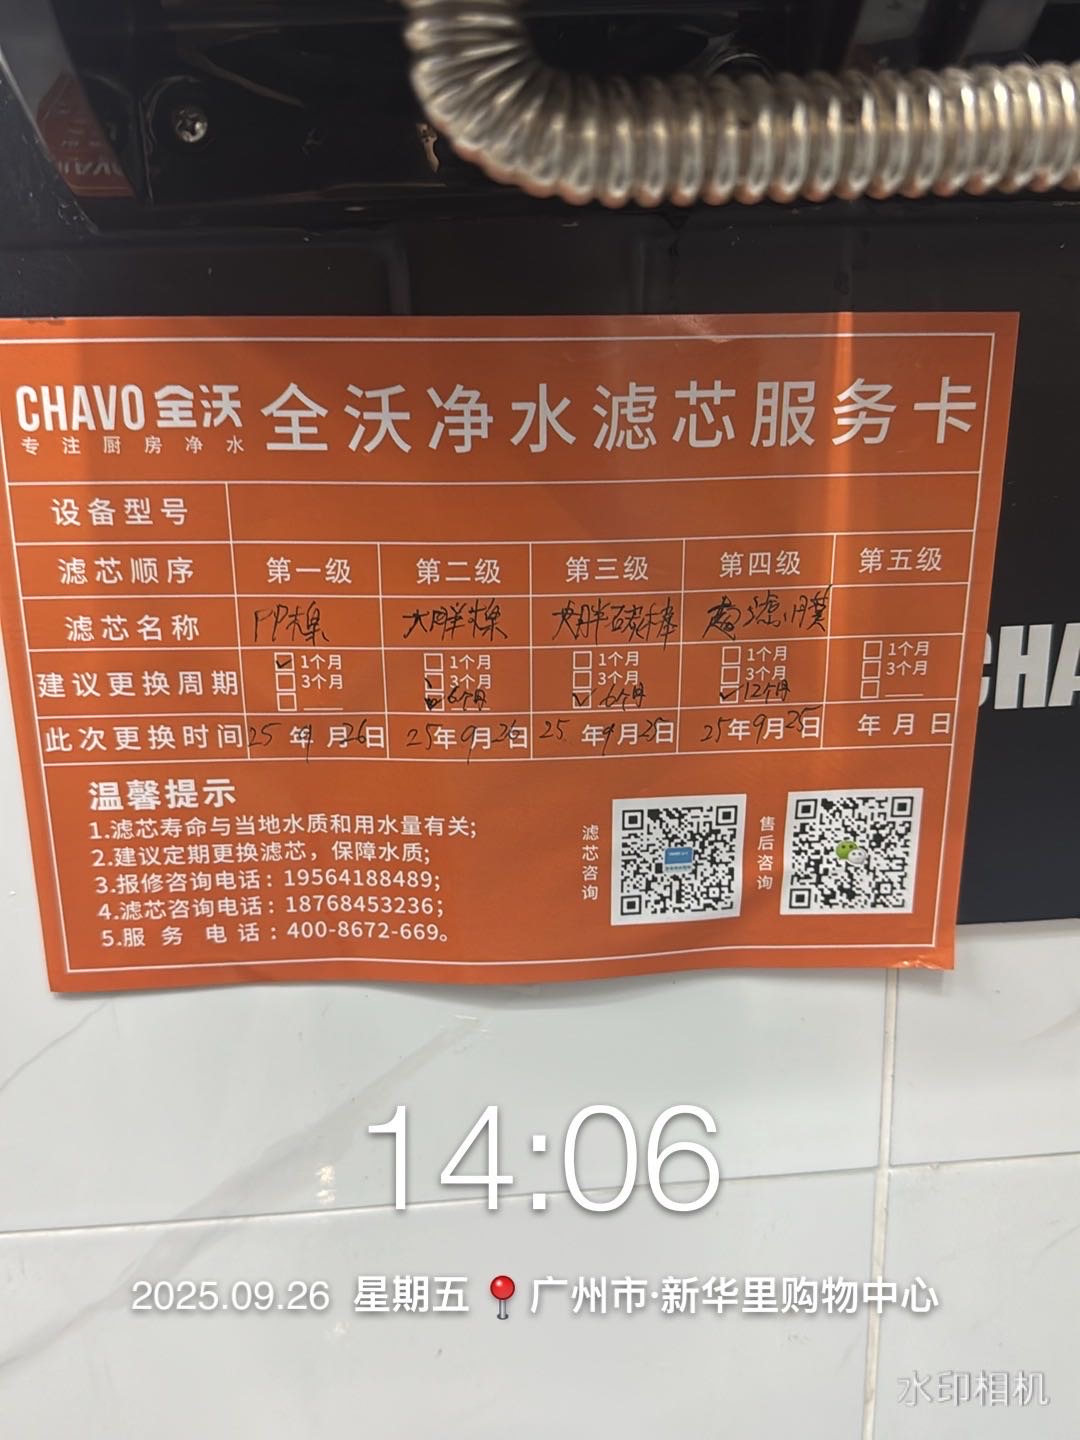 CHAVO 全沃
专注厨房净水
全沃净水滤芯服务卡
设备型号
滤芯顺序 第一级 第二级 第三级 第四级 第五级
滤芯名称 PP棉 大胖棉 大胖碳棒 超滤膜
建议更换周期 ✓1个月 □3个月 □ □1个月 □3个月 ✓6个月 □1个月 □3个月 ✓6个月 □1个月 □3个月 ✓12个月 □1个月 □3个月 □
此次更换时间 25年9月26日 25年9月26日 25年9月25日 25年9月25日 年月日
温馨提示
1.滤芯寿命与当地水质和用水量有关;
2.建议定期更换滤芯，保障水质;
3.报修咨询电话：19564188489;
4.滤芯咨询电话：18768453236;
5.服务电话：400-8672-669。
滤芯咨询
售后咨询
CHA
14:06
2025.09.26 星期五 广州市·新华里购物中心
水印相机